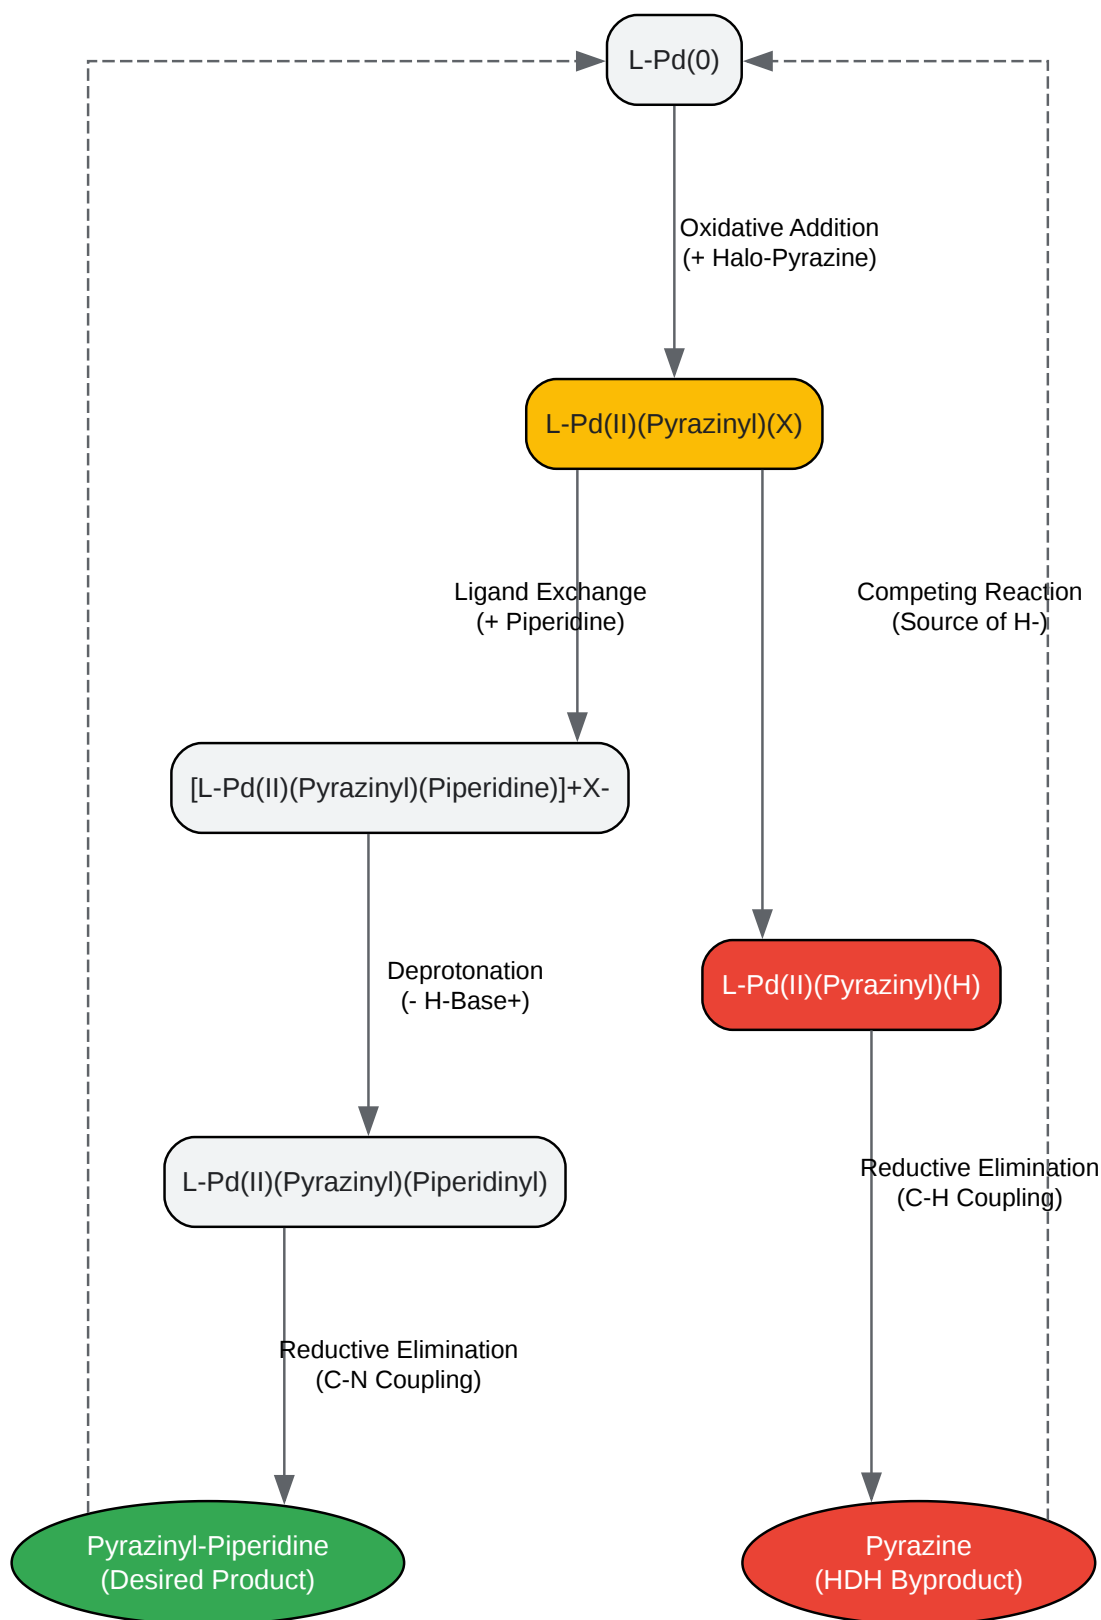 L-Pd(0)
Oxidative Addition
(+ Halo-Pyrazine)
L-Pd(II)(Pyrazinyl)(X)
Ligand Exchange
(+ Piperidine)
Competing Reaction
(Source of H-)
[L-Pd(II)(Pyrazinyl)(Piperidine)]+X-
Deprotonation
(- H-Base+)
L-Pd(II)(Pyrazinyl)(H)
L-Pd(II)(Pyrazinyl)(Piperidinyl)
Reductive Elimination
(C-H Coupling)
Reductive Elimination
(C-N Coupling)
Pyrazinyl-Piperidine
(Desired Product)
Pyrazine
(HDH Byproduct)